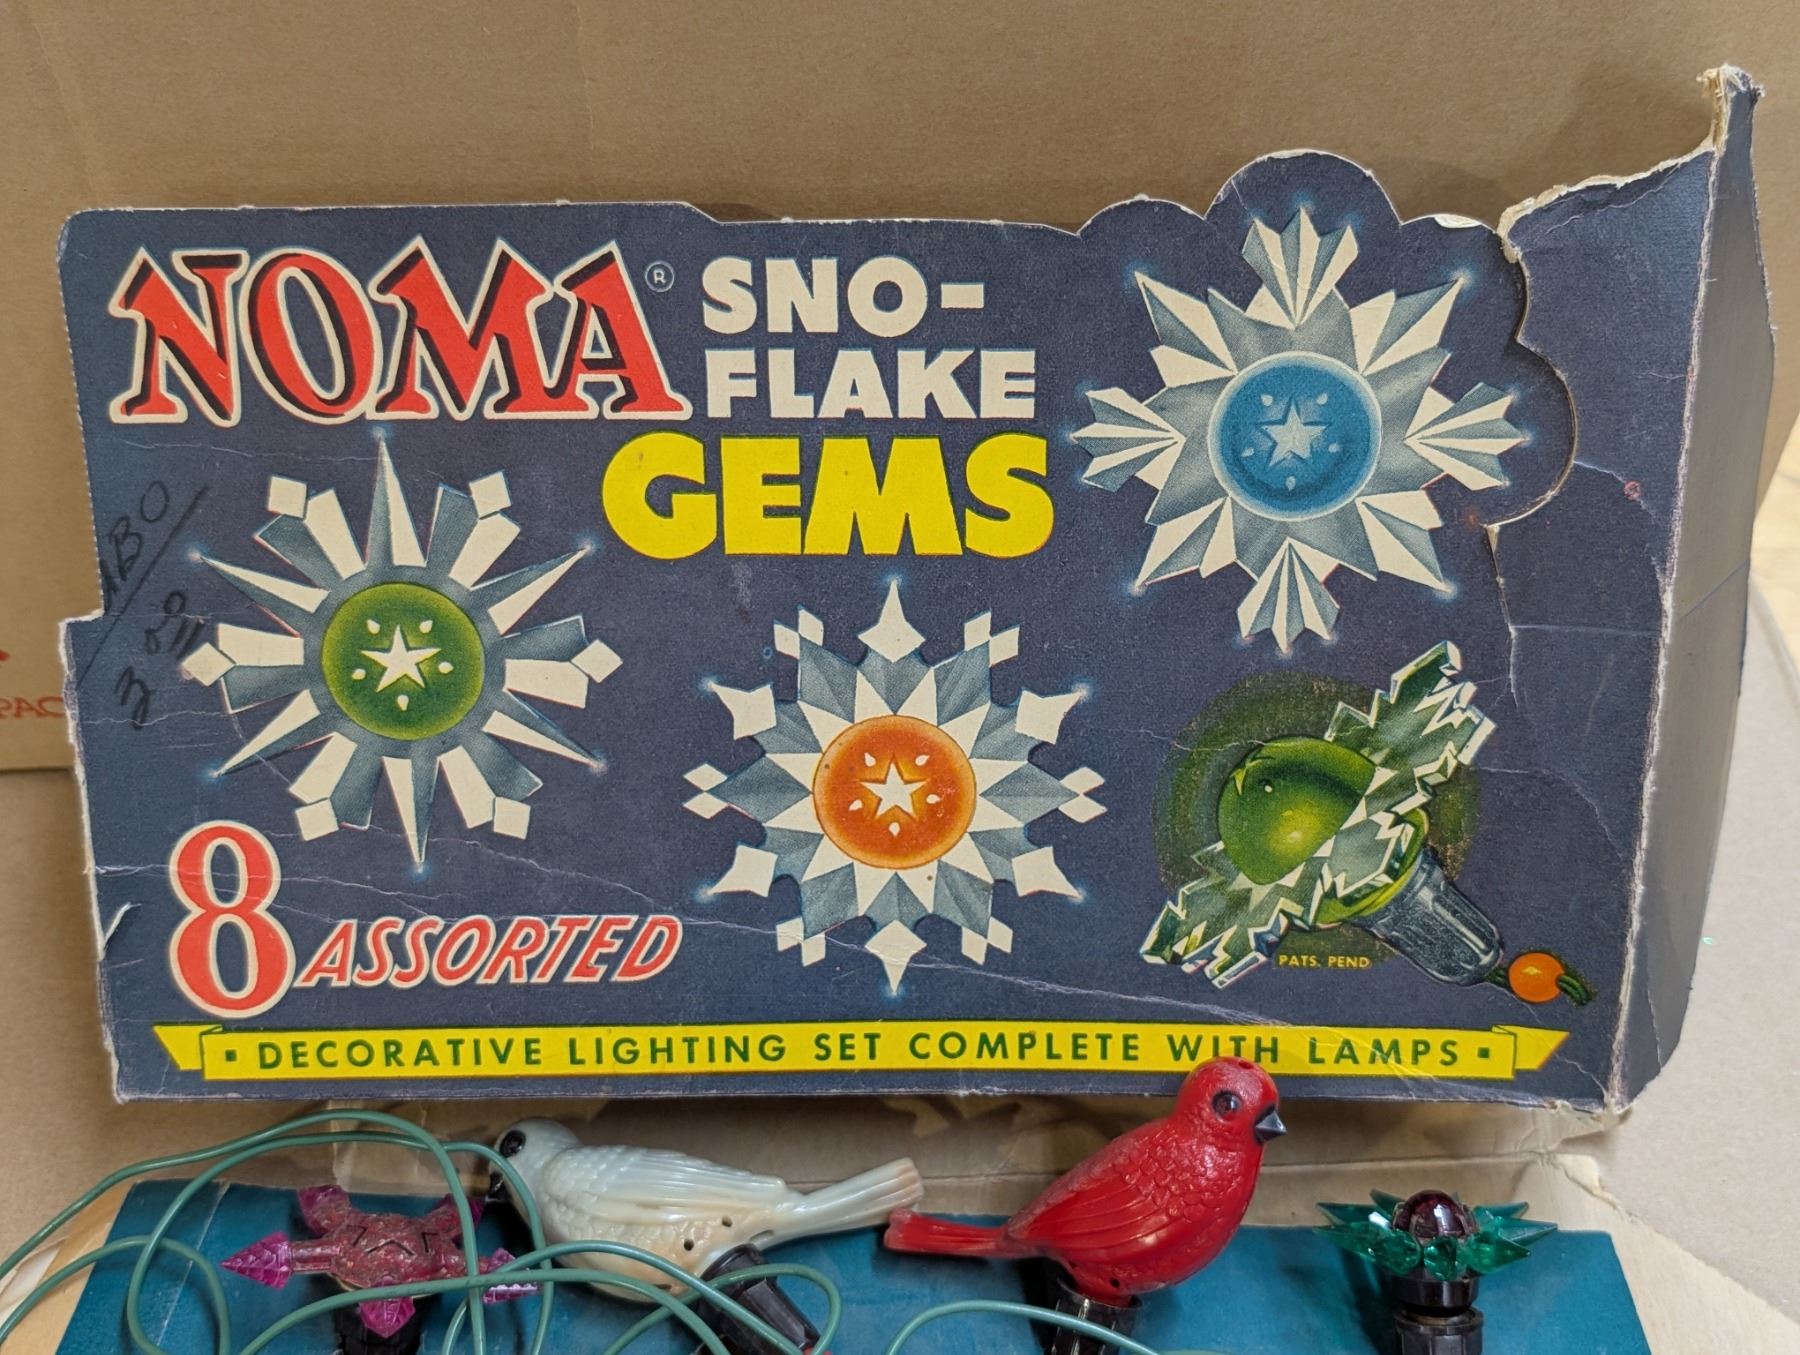 NOMA®
SNO-
FLAKE
GEMS
8 ASSORTED
PATS. PEND
DECORATIVE LIGHTING SET COMPLETE WITH LAMPS